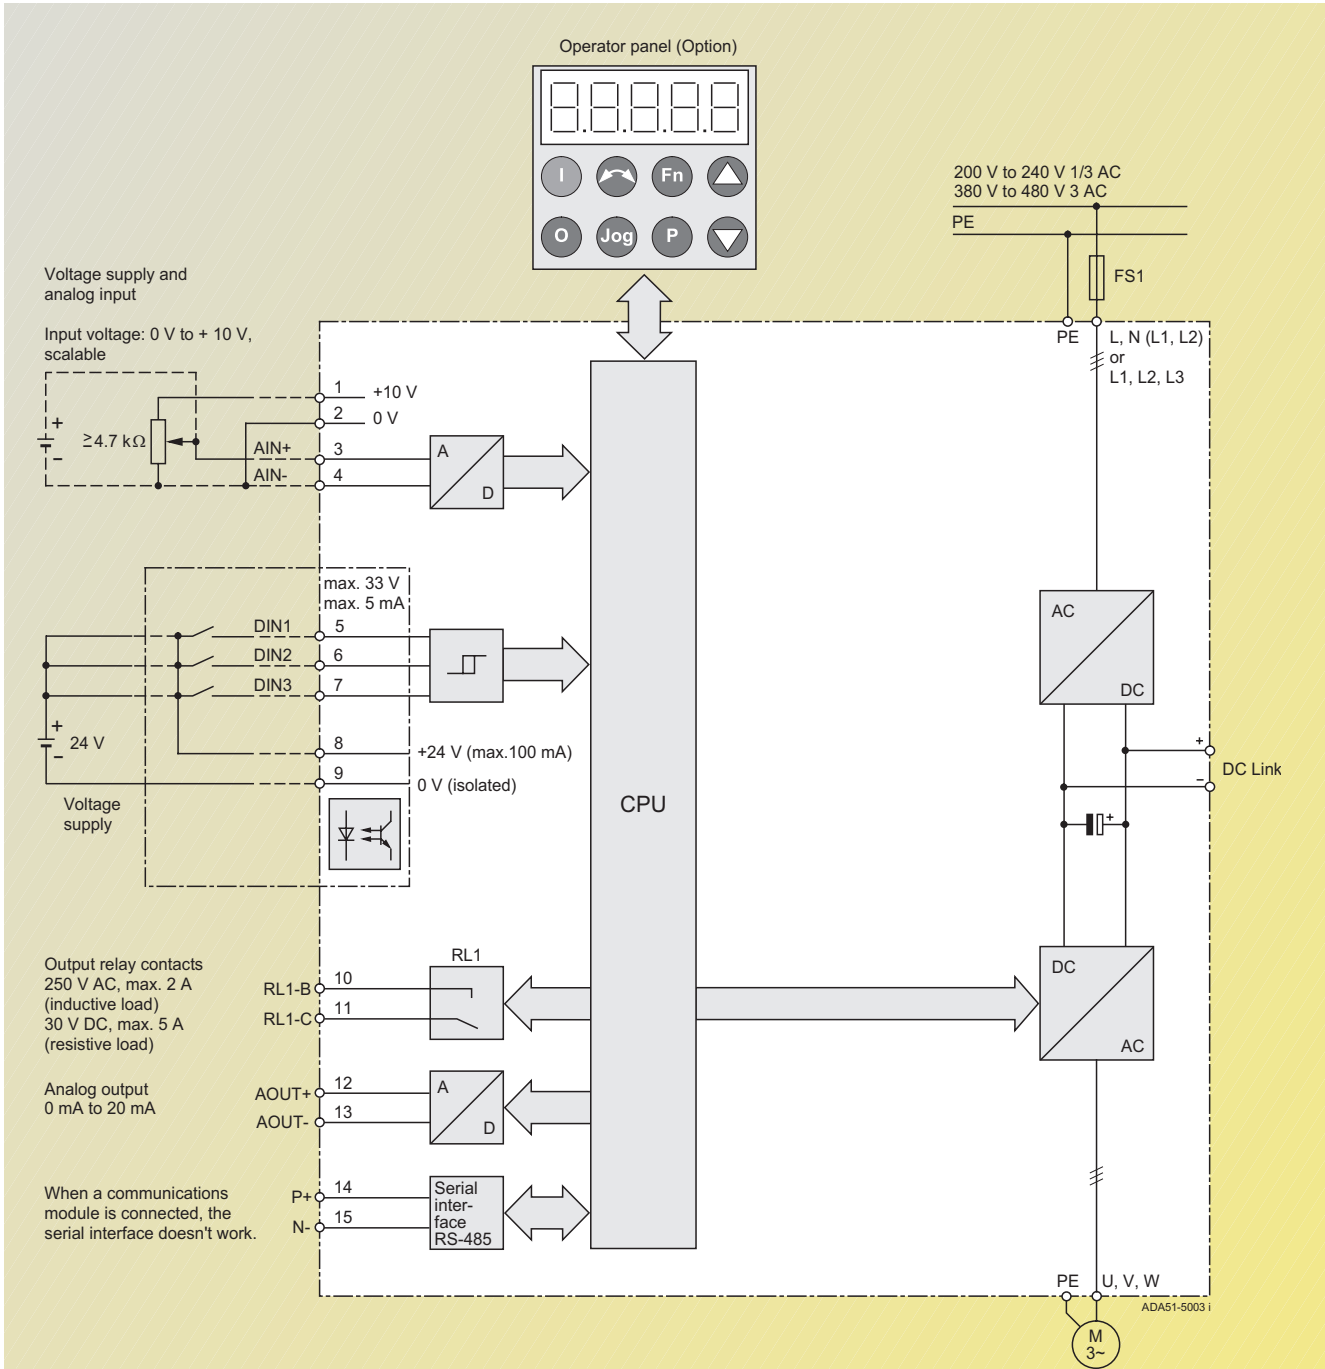 Operator panel (Option)
8.8.8.8.8
I
Fn
O
Jog
P
200 V to 240 V 1/3 AC
380 V to 480 V 3 AC
PE
FS1
PE
L, N (L1, L2)
or
L1, L2, L3
Voltage supply and
analog input
Input voltage: 0 V to + 10 V,
scalable
+
-
≥4.7 kΩ
1
+10 V
2
0 V
AIN+
3
AIN-
4
A
D
max. 33 V
max. 5 mA
DIN1
5
DIN2
6
DIN3
7
+
-
24 V
8
+24 V (max.100 mA)
9
0 V (isolated)
Voltage
supply
CPU
AC
DC
+
-
DC Link
+
DC
AC
Output relay contacts
250 V AC, max. 2 A
(inductive load)
30 V DC, max. 5 A
(resistive load)
RL1
RL1-B
10
RL1-C
11
Analog output
0 mA to 20 mA
AOUT+
12
AOUT-
13
A
D
When a communications
module is connected, the
serial interface doesn't work.
P+
14
N-
15
Serial
inter-
face
RS-485
PE
U, V, W
ADA51-5003 i
M
3~